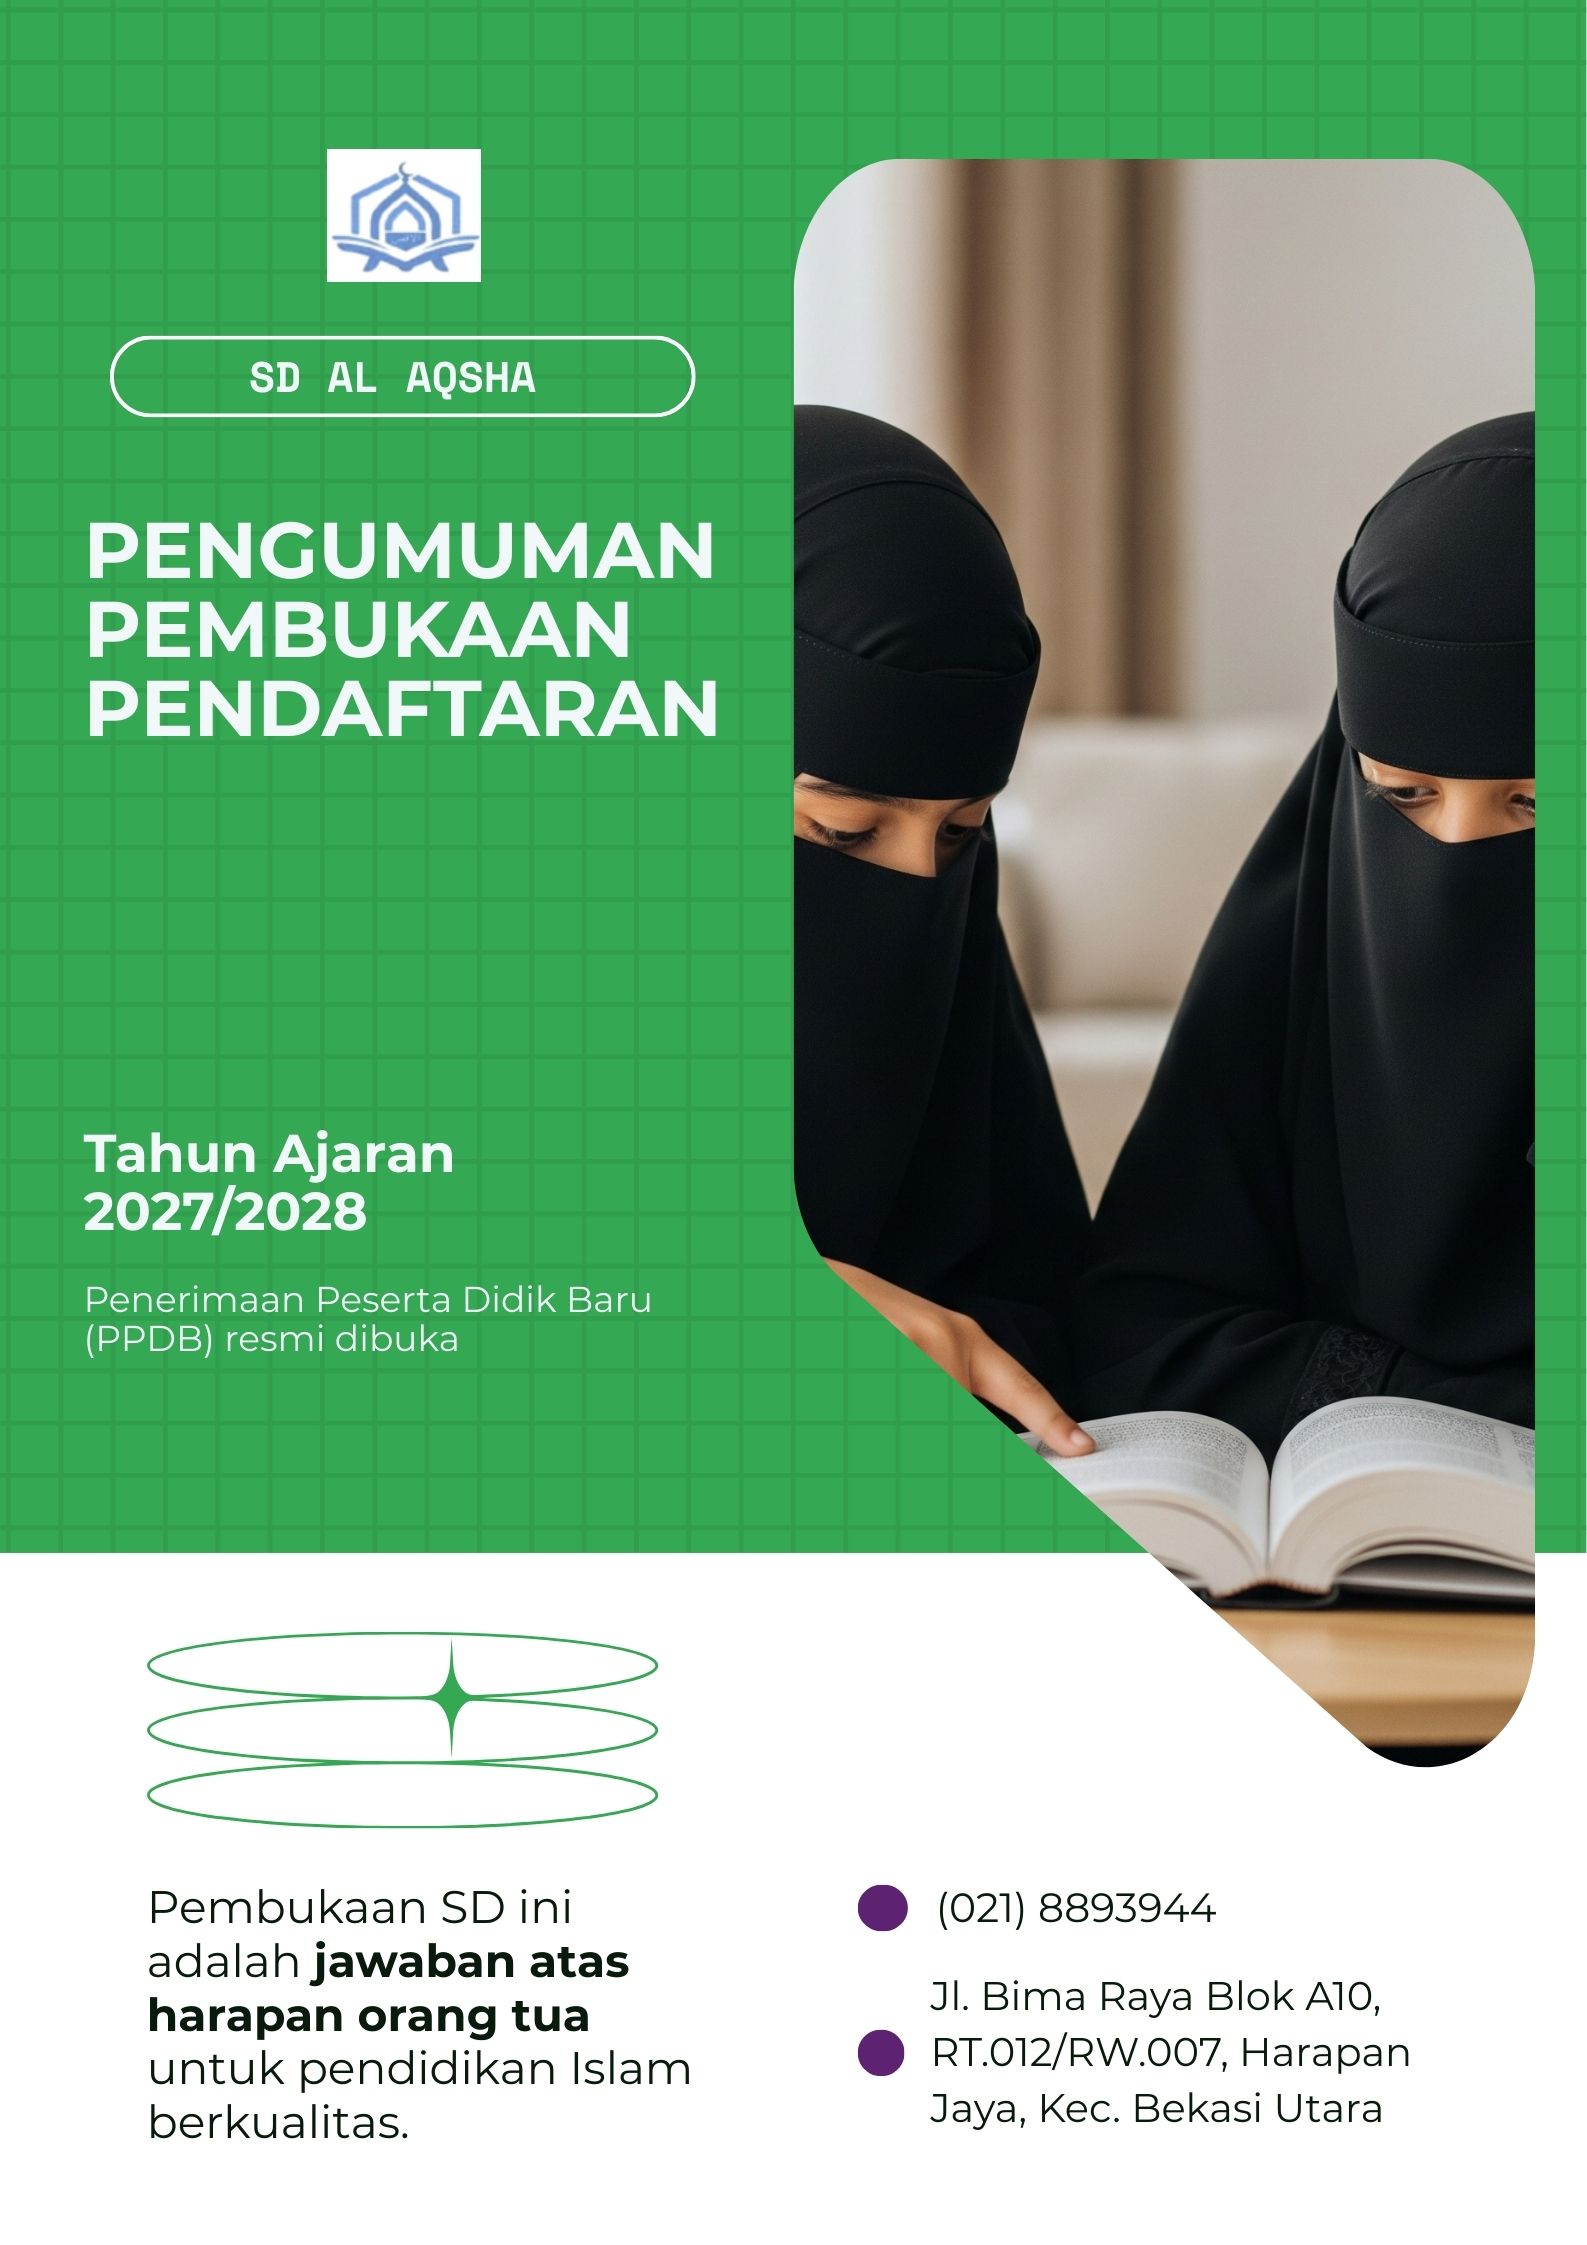 SD AL AQSHA
PENGUMUMAN
PEMBUKAAN
PENDAFTARAN
Tahun Ajaran
2027/2028
Penerimaan Peserta Didik Baru
(PPDB) resmi dibuka
Pembukaan SD ini
adalah jawaban atas
harapan orang tua
untuk pendidikan Islam
berkualitas.
(021) 8893944
Jl. Bima Raya Blok A10,
RT.012/RW.007, Harapan
Jaya, Kec. Bekasi Utara